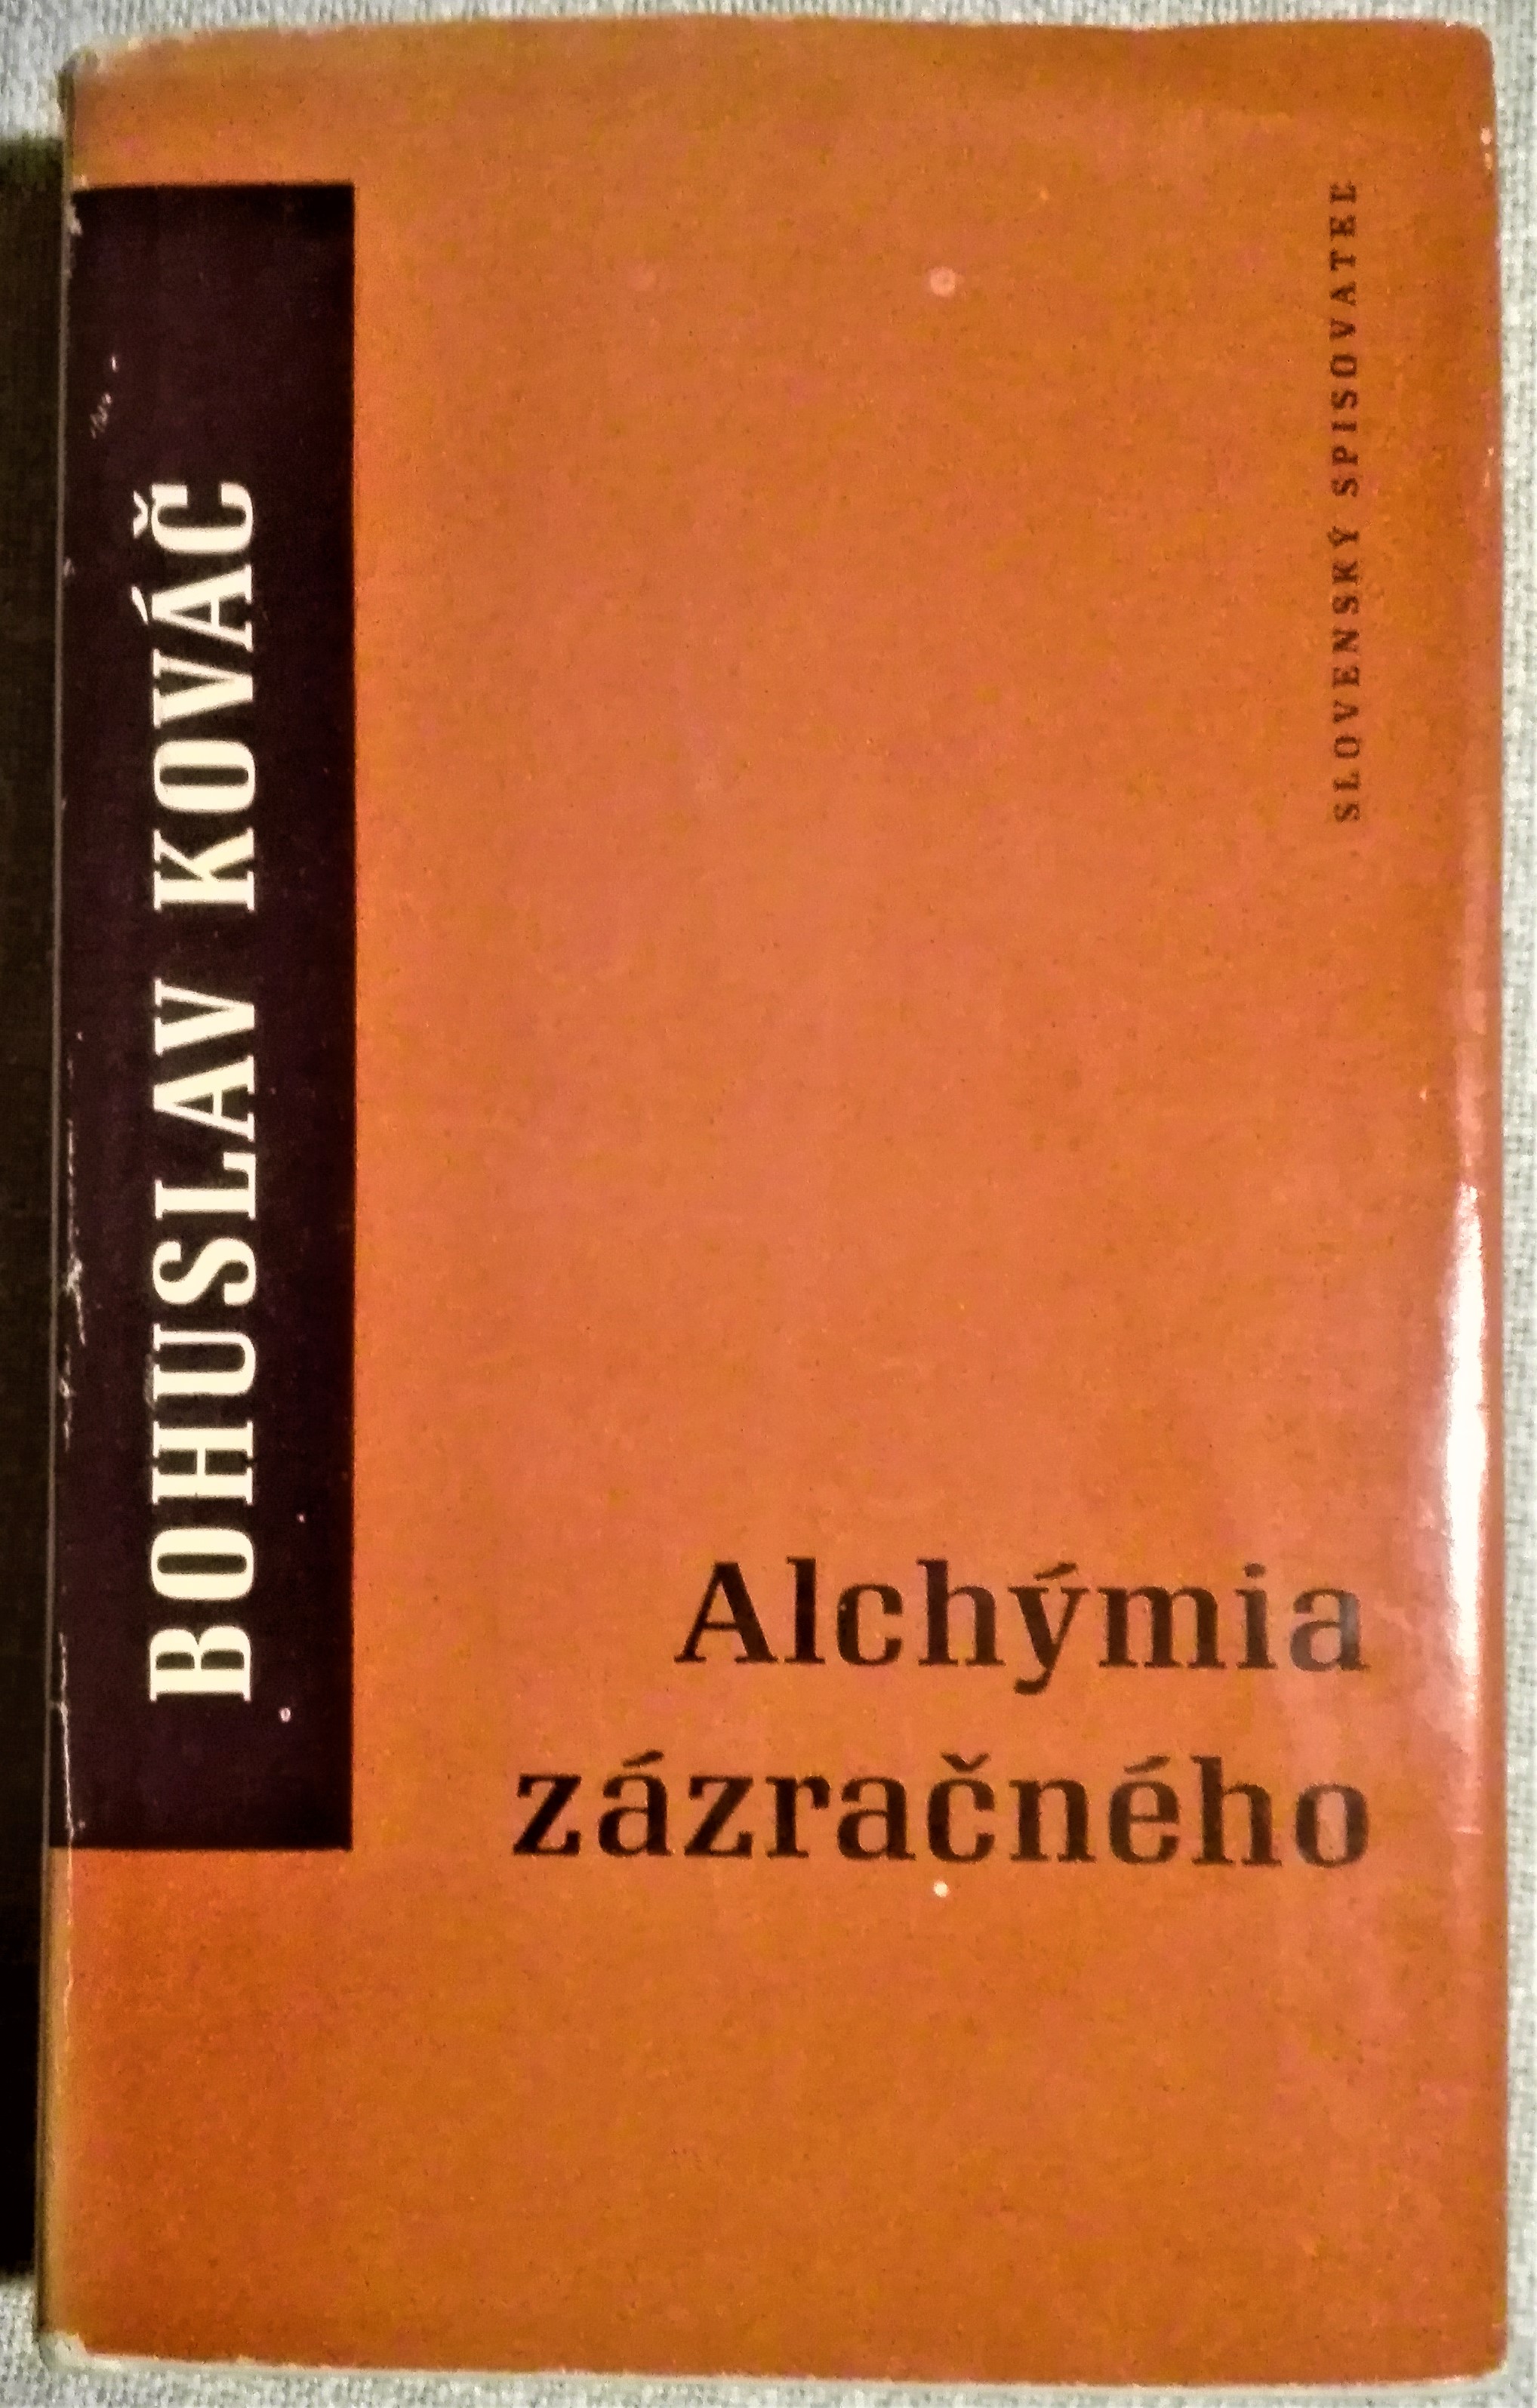 BOHUSLAV KOVÁČ
SLOVENSKÝ SPISOVATEĽ
Alchýmia
zázračného